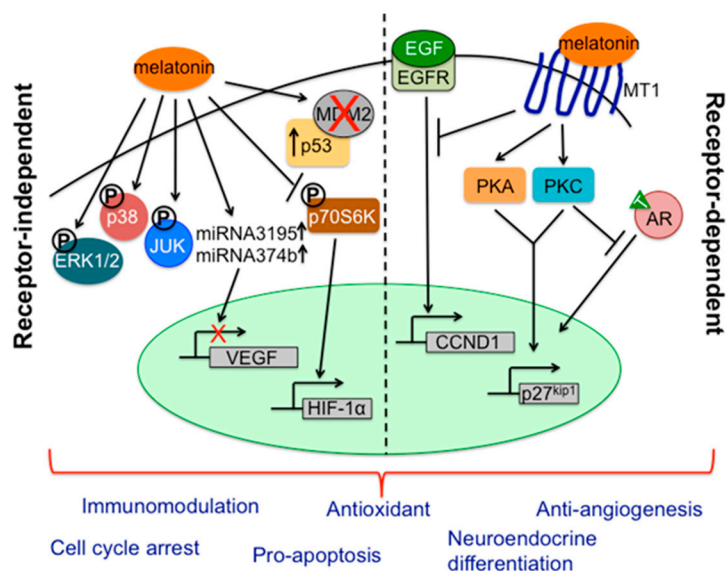 Receptor-independent
melatonin
MDM2
p53
P
p38
P
ERK1/2
P
JUK
miRNA3195
miRNA374b
P
p70S6K
VEGF
HIF-1α
EGF
EGFR
melatonin
MT1
PKA
PKC
T
AR
CCND1
p27kip1
Receptor-dependent
Immunomodulation
Antioxidant
Anti-angiogenesis
Cell cycle arrest
Pro-apoptosis
Neuroendocrine
differentiation